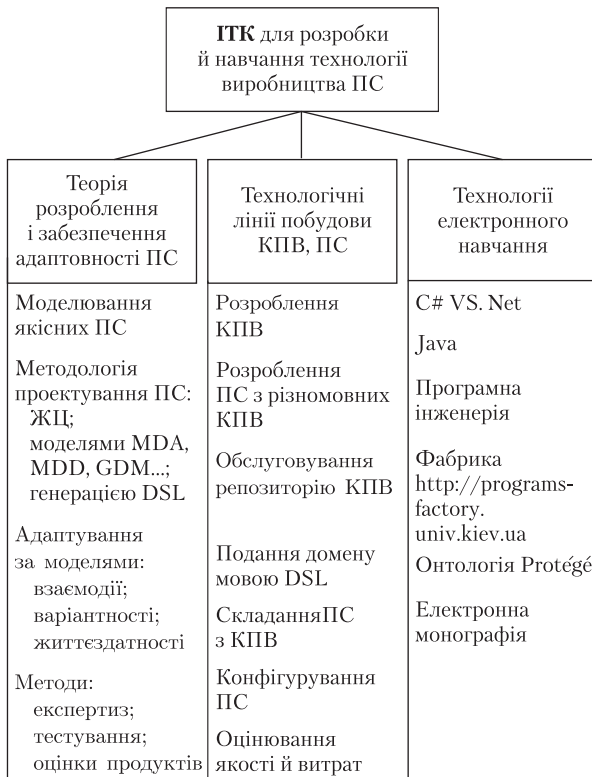 ІТК для розробки
й навчання технології
виробництва ПС
Теорія
розроблення
і забезпечення
адаптовності ПС
Моделювання
якісних ПС
Методологія
проектування ПС:
ЖЦ;
моделями MDA,
MDD, GDM...;
генерацією DSL
Адаптування
за моделями:
взаємодії;
варіантності;
життєздатності
Методи:
експертиз;
тестування;
оцінки продуктів
Технологічні
лінії побудови
КПВ, ПС
Розроблення
КПВ
Розроблення
ПС з різномовних
КПВ
Обслуговування
репозиторію КПВ
Подання домену
мовою DSL
СкладанняПС
з КПВ
Конфігурування
ПС
Оцінювання
якості й витрат
Технології
електронного
навчання
C# VS. Net
Java
Програмна
інженерія
Фабрика
http://programs-
factory.
univ.kiev.ua
Онтологія Protégé
Електронна
монографія